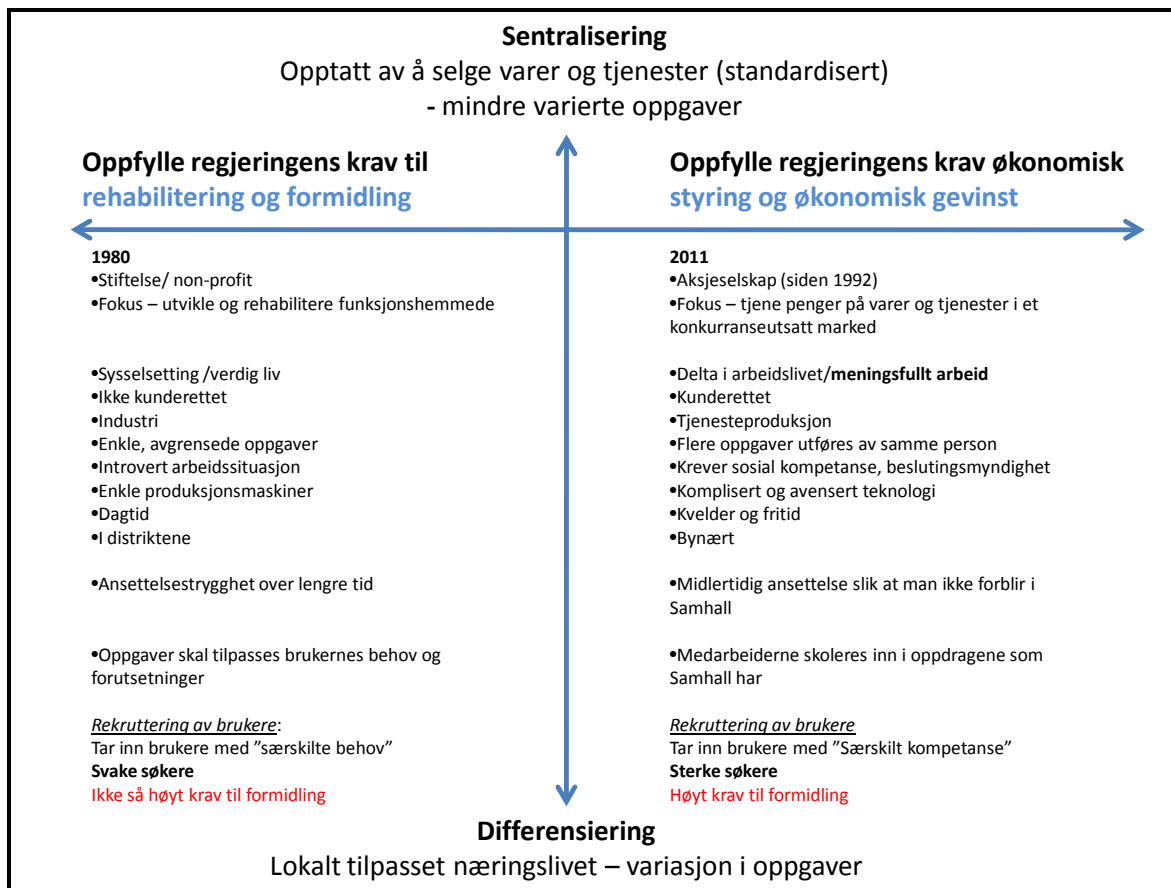 Sentralisering
Opptatt av å selge varer og tjenester (standardisert)
- mindre varierte oppgaver
Oppfylle regjeringens krav til
rehabilitering og formidling
1980
•Stiftelse/ non-profit
•Fokus – utvikle og rehabilitere funksjonshemmede
•Sysselsetting /verdig liv
•Ikke kunderettet
•Industri
•Enkle, avgrensede oppgaver
•Introvert arbeidssituasjon
•Enkle produksjonsmaskiner
•Dagtid
•I distriktene
•Ansettelsestrygghet over lengre tid
•Oppgaver skal tilpasses brukernes behov og
forutsetninger
Rekruttering av brukere:
Tar inn brukere med ”særskilte behov”
Svake søkere
Ikke så høyt krav til formidling
Oppfylle regjeringens krav økonomisk
styring og økonomisk gevinst
2011
•Aksjeselskap (siden 1992)
•Fokus – tjene penger på varer og tjenester i et
konkurranseutsatt marked
•Delta i arbeidslivet/meningsfullt arbeid
•Kunderettet
•Tjenesteproduksjon
•Flere oppgaver utføres av samme person
•Krever sosial kompetanse, beslutingsmyndighet
•Komplisert og avensert teknologi
•Kvelder og fritid
•Bynært
•Midlertidig ansettelse slik at man ikke forblir i
Samhall
•Medarbeiderne skoleres inn i oppdragene som
Samhall har
Rekruttering av brukere
Tar inn brukere med ”Særskilt kompetanse”
Sterke søkere
Høyt krav til formidling
Differensiering
Lokalt tilpasset næringslivet – variasjon i oppgaver